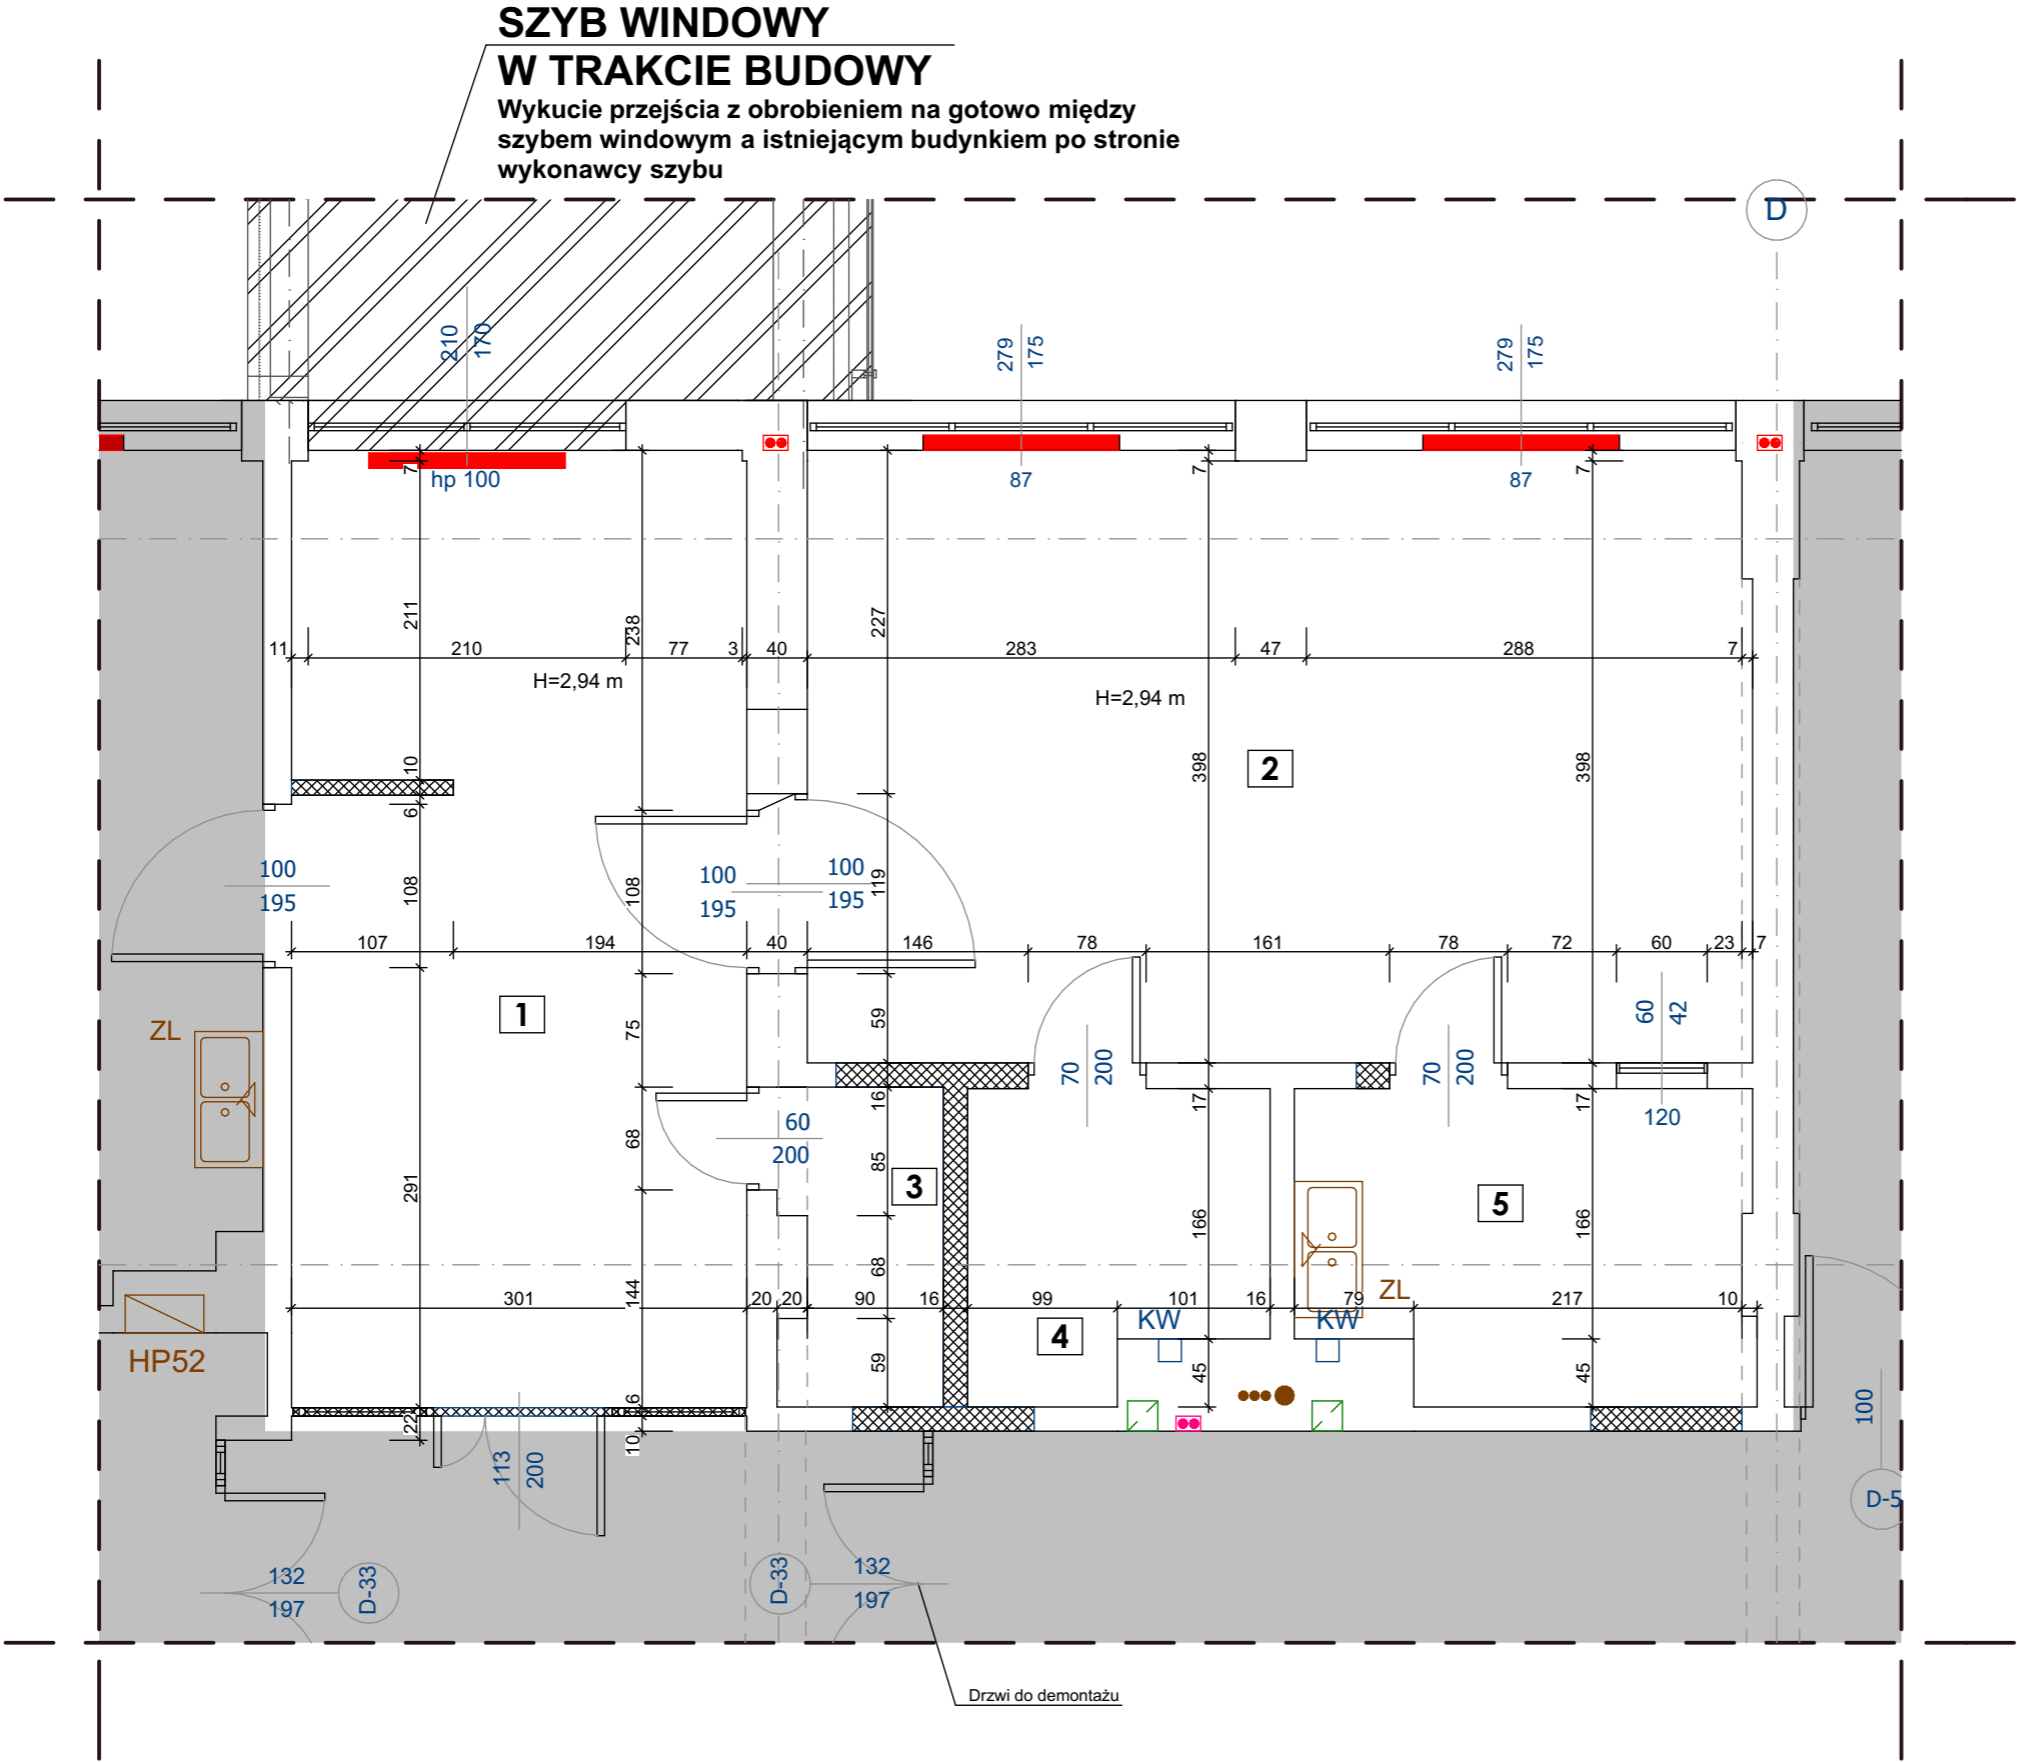 SZYB WINDOWY
W TRAKCIE BUDOWY
Wykucie przejścia z obrobieniem na gotowo między
szybem windowym a istniejącym budynkiem po stronie
wykonawcy szybu
D
210 170
279 175
279 175
hp 100
87
87
7
7
7
211
238
227
11 210 77 3 40 283 47 288 7
H=2,94 m
H=2,94 m
10
398
398
2
6
100
195
108
108
100
195
100
195
119
107 194 40 146 78 161 78 72 60 23 7
1
ZL
75
59
60 42
70 200
70 200
16
17
17
120
60
200
68
85
3
291
5
166
166
68
144
ZL
301 20 20 90 16 99 101 16 79 217 10
KW
KW
4
HP52
59
45
45
6
22
10
113 200
100
D-5
132
197
D-33
D-33
132
197
Drzwi do demontażu